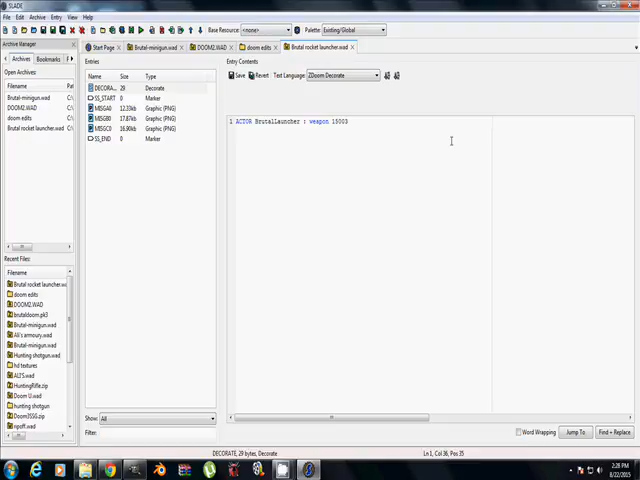 SLADE
File Edit Archive Entry View Help
Base Resource: <none> Palette: Existing/Global
Archive Manager
Start Page Brutal-minigun.wad DOOM2.WAD doom edits Brutal rocket launcher.wad
Archives Bookmarks
Entries
Entry Contents
Open Archives:
Save Revert Text Language: ZDoom Decorate
Name Size Type
Filename
DECORA... 29 Decorate
SS_START 0 Marker
MISGA0 12.33kb Graphic (PNG)
MISGB0 17.87kb Graphic (PNG)
MISGC0 16.90kb Graphic (PNG)
SS_END 0 Marker
Brutal-minigun.wad
DOOM2.WAD
doom edits
Brutal rocket launcher.wad
1 ACTOR BrutalLauncher : weapon 15003
Recent Files:
Filename
Brutal rocket launcher.wa
doom edits
DOOM2.WAD
brutaldoom.pk3
Brutal-minigun.wad
Ali's armoury.wad
Brutal-minigun.wad
Hunting shotgun.wad
hd textures
ALI'S.wad
HuntingRifle.zip
Doom U.wad
hunting shotgun
DoomJSSG.zip
npoff.wad
Show: All
Filter:
Word Wrapping Jump To Find + Replace
DECORATE, 29 bytes, Decorate
Ln 1, Col 36, Pos 35
2:28 PM
8/22/2015